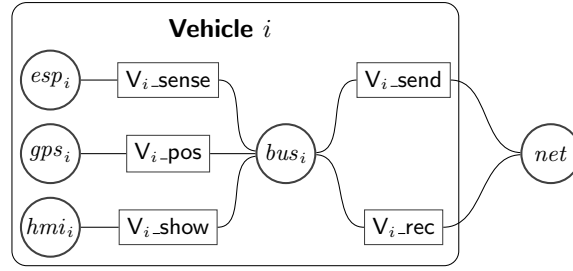 Vehicle i
esp_i V_i_sense V_i_send
gps_i V_i_pos bus_i net
hmi_i V_i_show V_i_rec